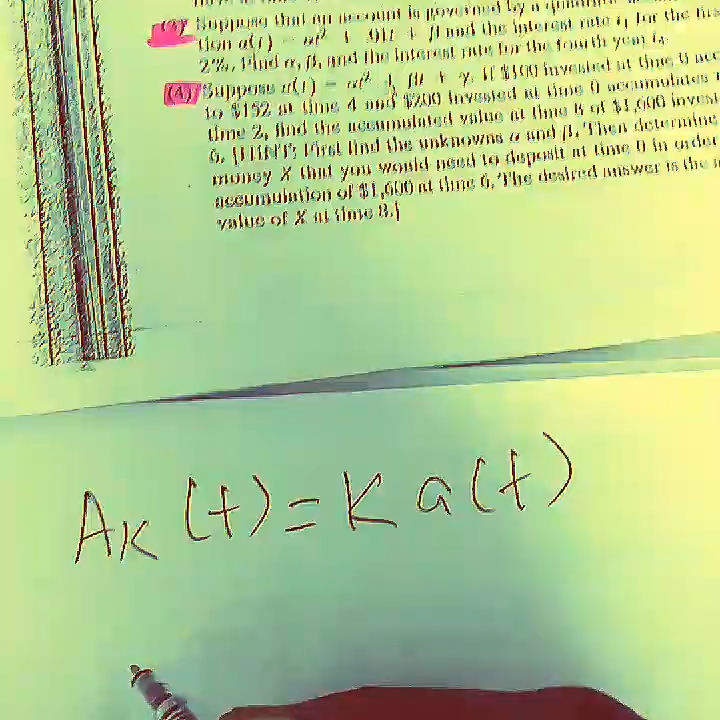 (3) Suppose that an account is governed by a
tion a(t) = αt² + .01t + β and the interest rate i₁ for the firs
2%. Find α, β, and the interest rate for the fourth year i₄
(4) Suppose a(t) = αt² + βt + γ. If $100 invested at time 0 acc
to $152 at time 4 and $200 invested at time 0 accumulates
time 2, find the accumulated value at time 8 of $1,600 invest
6. [HINT: First find the unknowns α and β. Then determine
money X that you would need to deposit at time 0 in order
accumulation of $1,600 at time 6. The desired answer is the
value of X at time 8.]
A_K (t) = K a(t)